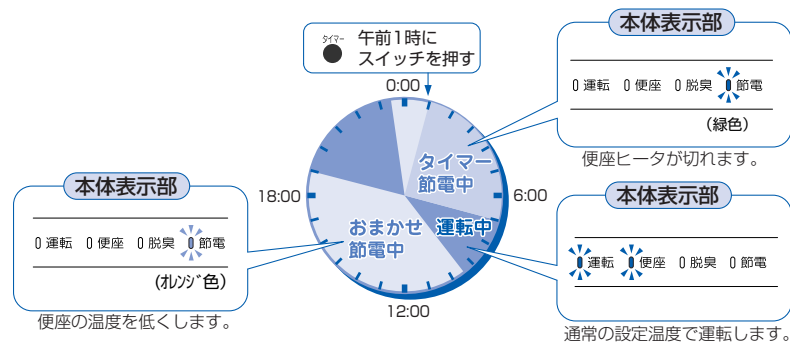 タイマー
午前1時に
スイッチを押す
0:00
6:00
12:00
18:00
タイマー
節電中
運転中
おまかせ
節電中
本体表示部
運転 便座 脱臭 節電
(緑色)
便座ヒータが切れます。
本体表示部
運転 便座 脱臭 節電
通常の設定温度で運転します。
本体表示部
運転 便座 脱臭 節電
(オレンジ色)
便座の温度を低くします。